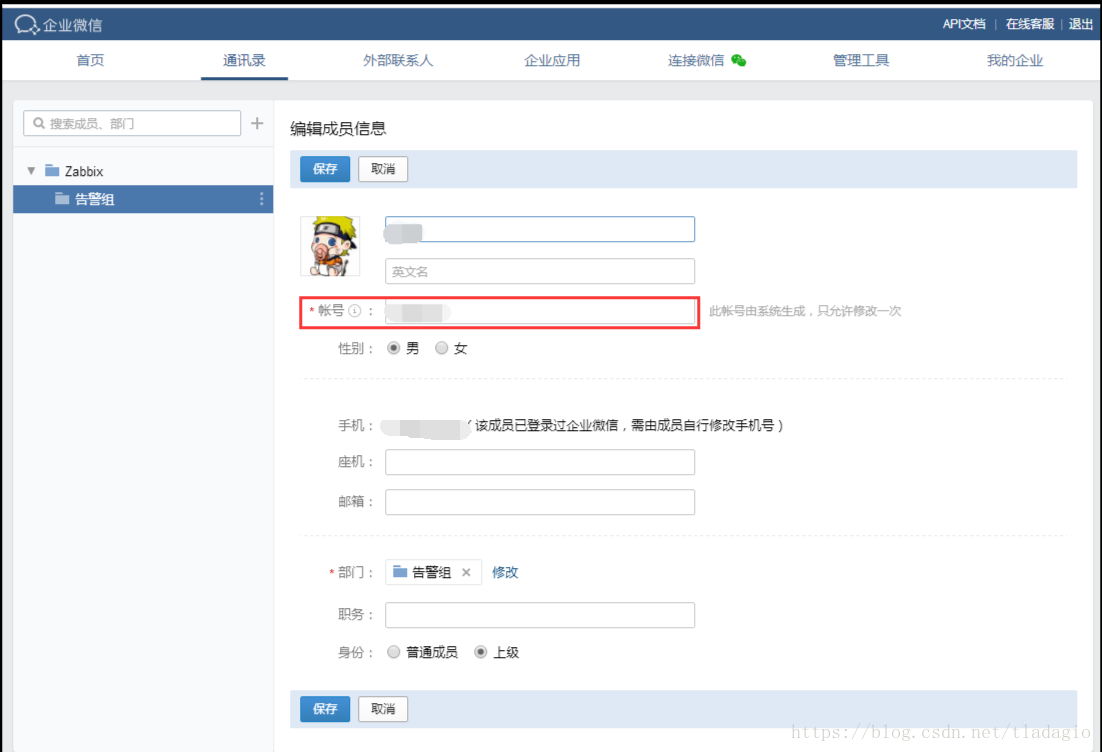 企业微信
API文档 | 在线客服 | 退出
首页 通讯录 外部联系人 企业应用 连接微信 管理工具 我的企业
搜索成员、部门
Zabbix
告警组
编辑成员信息
保存 取消
英文名
* 帐号 : 此帐号由系统生成，只允许修改一次
性别： 男 女
手机： （该成员已登录过企业微信，需由成员自行修改手机号）
座机：
邮箱：
* 部门： 告警组 × 修改
职务：
身份： 普通成员 上级
保存 取消
https://blog.csdn.net/tladagio